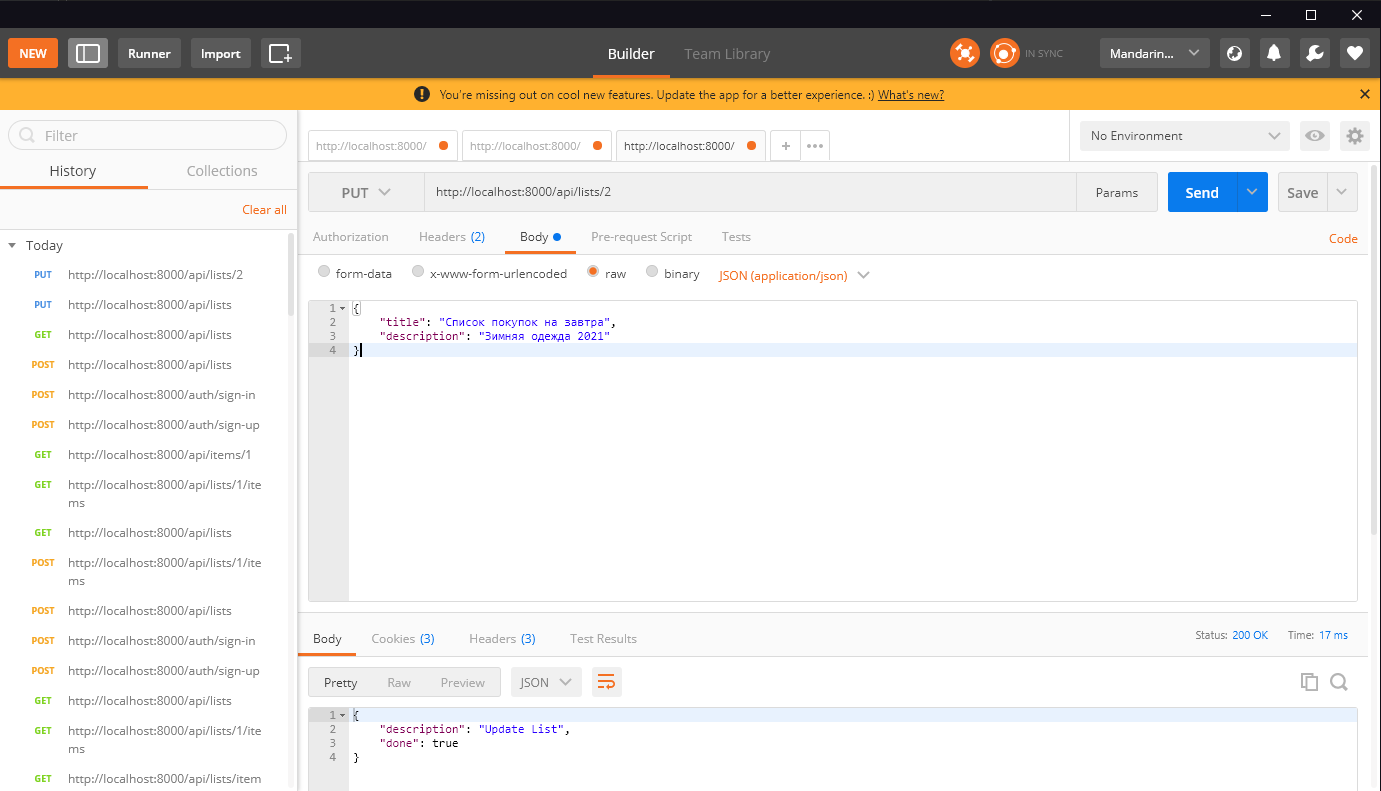 NEW Runner Import Builder Team Library IN SYNC Mandarin...
You're missing out on cool new features. Update the app for a better experience. :) What's new?
Filter
History Collections
Clear all
Today
PUT http://localhost:8000/api/lists/2
PUT http://localhost:8000/api/lists
GET http://localhost:8000/api/lists
POST http://localhost:8000/api/lists
POST http://localhost:8000/auth/sign-in
POST http://localhost:8000/auth/sign-up
GET http://localhost:8000/api/items/1
GET http://localhost:8000/api/lists/1/ite
ms
GET http://localhost:8000/api/lists
POST http://localhost:8000/api/lists/1/ite
ms
POST http://localhost:8000/api/lists
POST http://localhost:8000/auth/sign-in
POST http://localhost:8000/auth/sign-up
GET http://localhost:8000/api/lists
GET http://localhost:8000/api/lists/1/ite
ms
GET http://localhost:8000/api/lists/item
http://localhost:8000/ http://localhost:8000/ http://localhost:8000/ + •••
No Environment
PUT http://localhost:8000/api/lists/2 Params Send Save
Authorization Headers (2) Body Pre-request Script Tests Code
form-data x-www-form-urlencoded raw binary JSON (application/json)
1 {
2 "title": "Список покупок на завтра",
3 "description": "Зимняя одежда 2021"
4 }
Body Cookies (3) Headers (3) Test Results Status: 200 OK Time: 17 ms
Pretty Raw Preview JSON
1 {
2 "description": "Update List",
3 "done": true
4 }